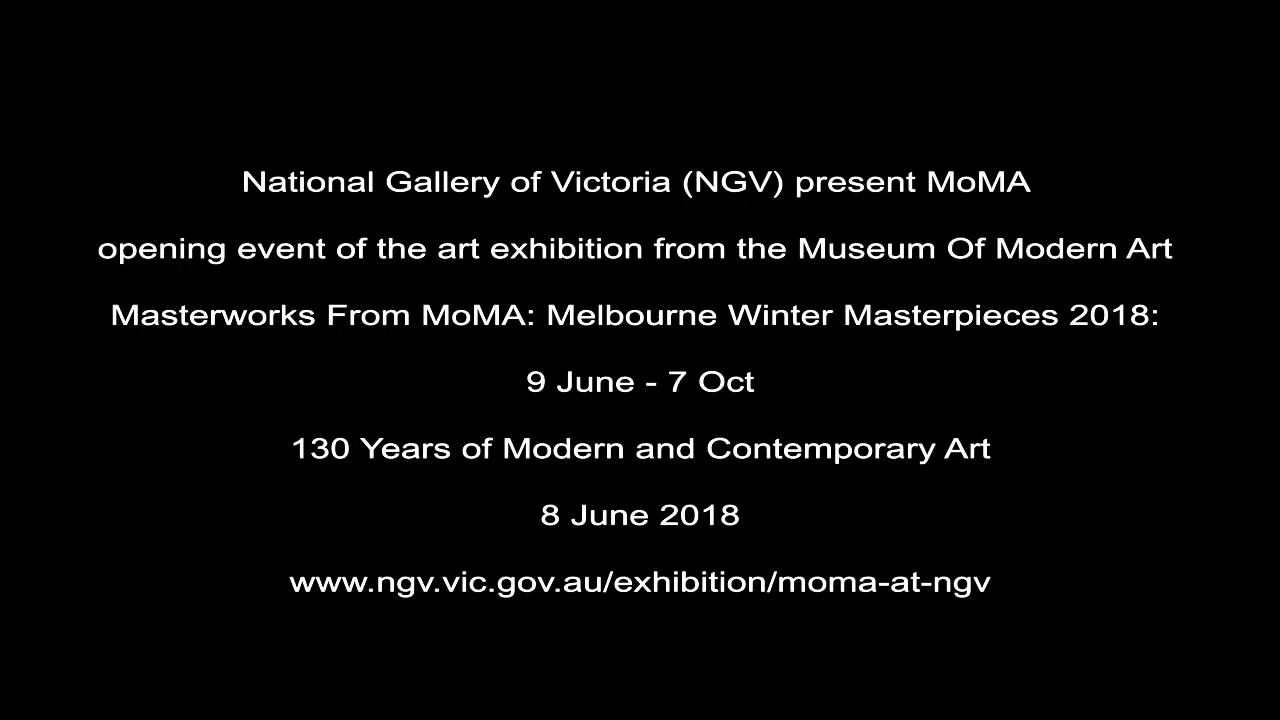 National Gallery of Victoria (NGV) present MoMA
opening event of the art exhibition from the Museum Of Modern Art
Masterworks From MoMA: Melbourne Winter Masterpieces 2018:
9 June - 7 Oct
130 Years of Modern and Contemporary Art
8 June 2018
www.ngv.vic.gov.au/exhibition/moma-at-ngv